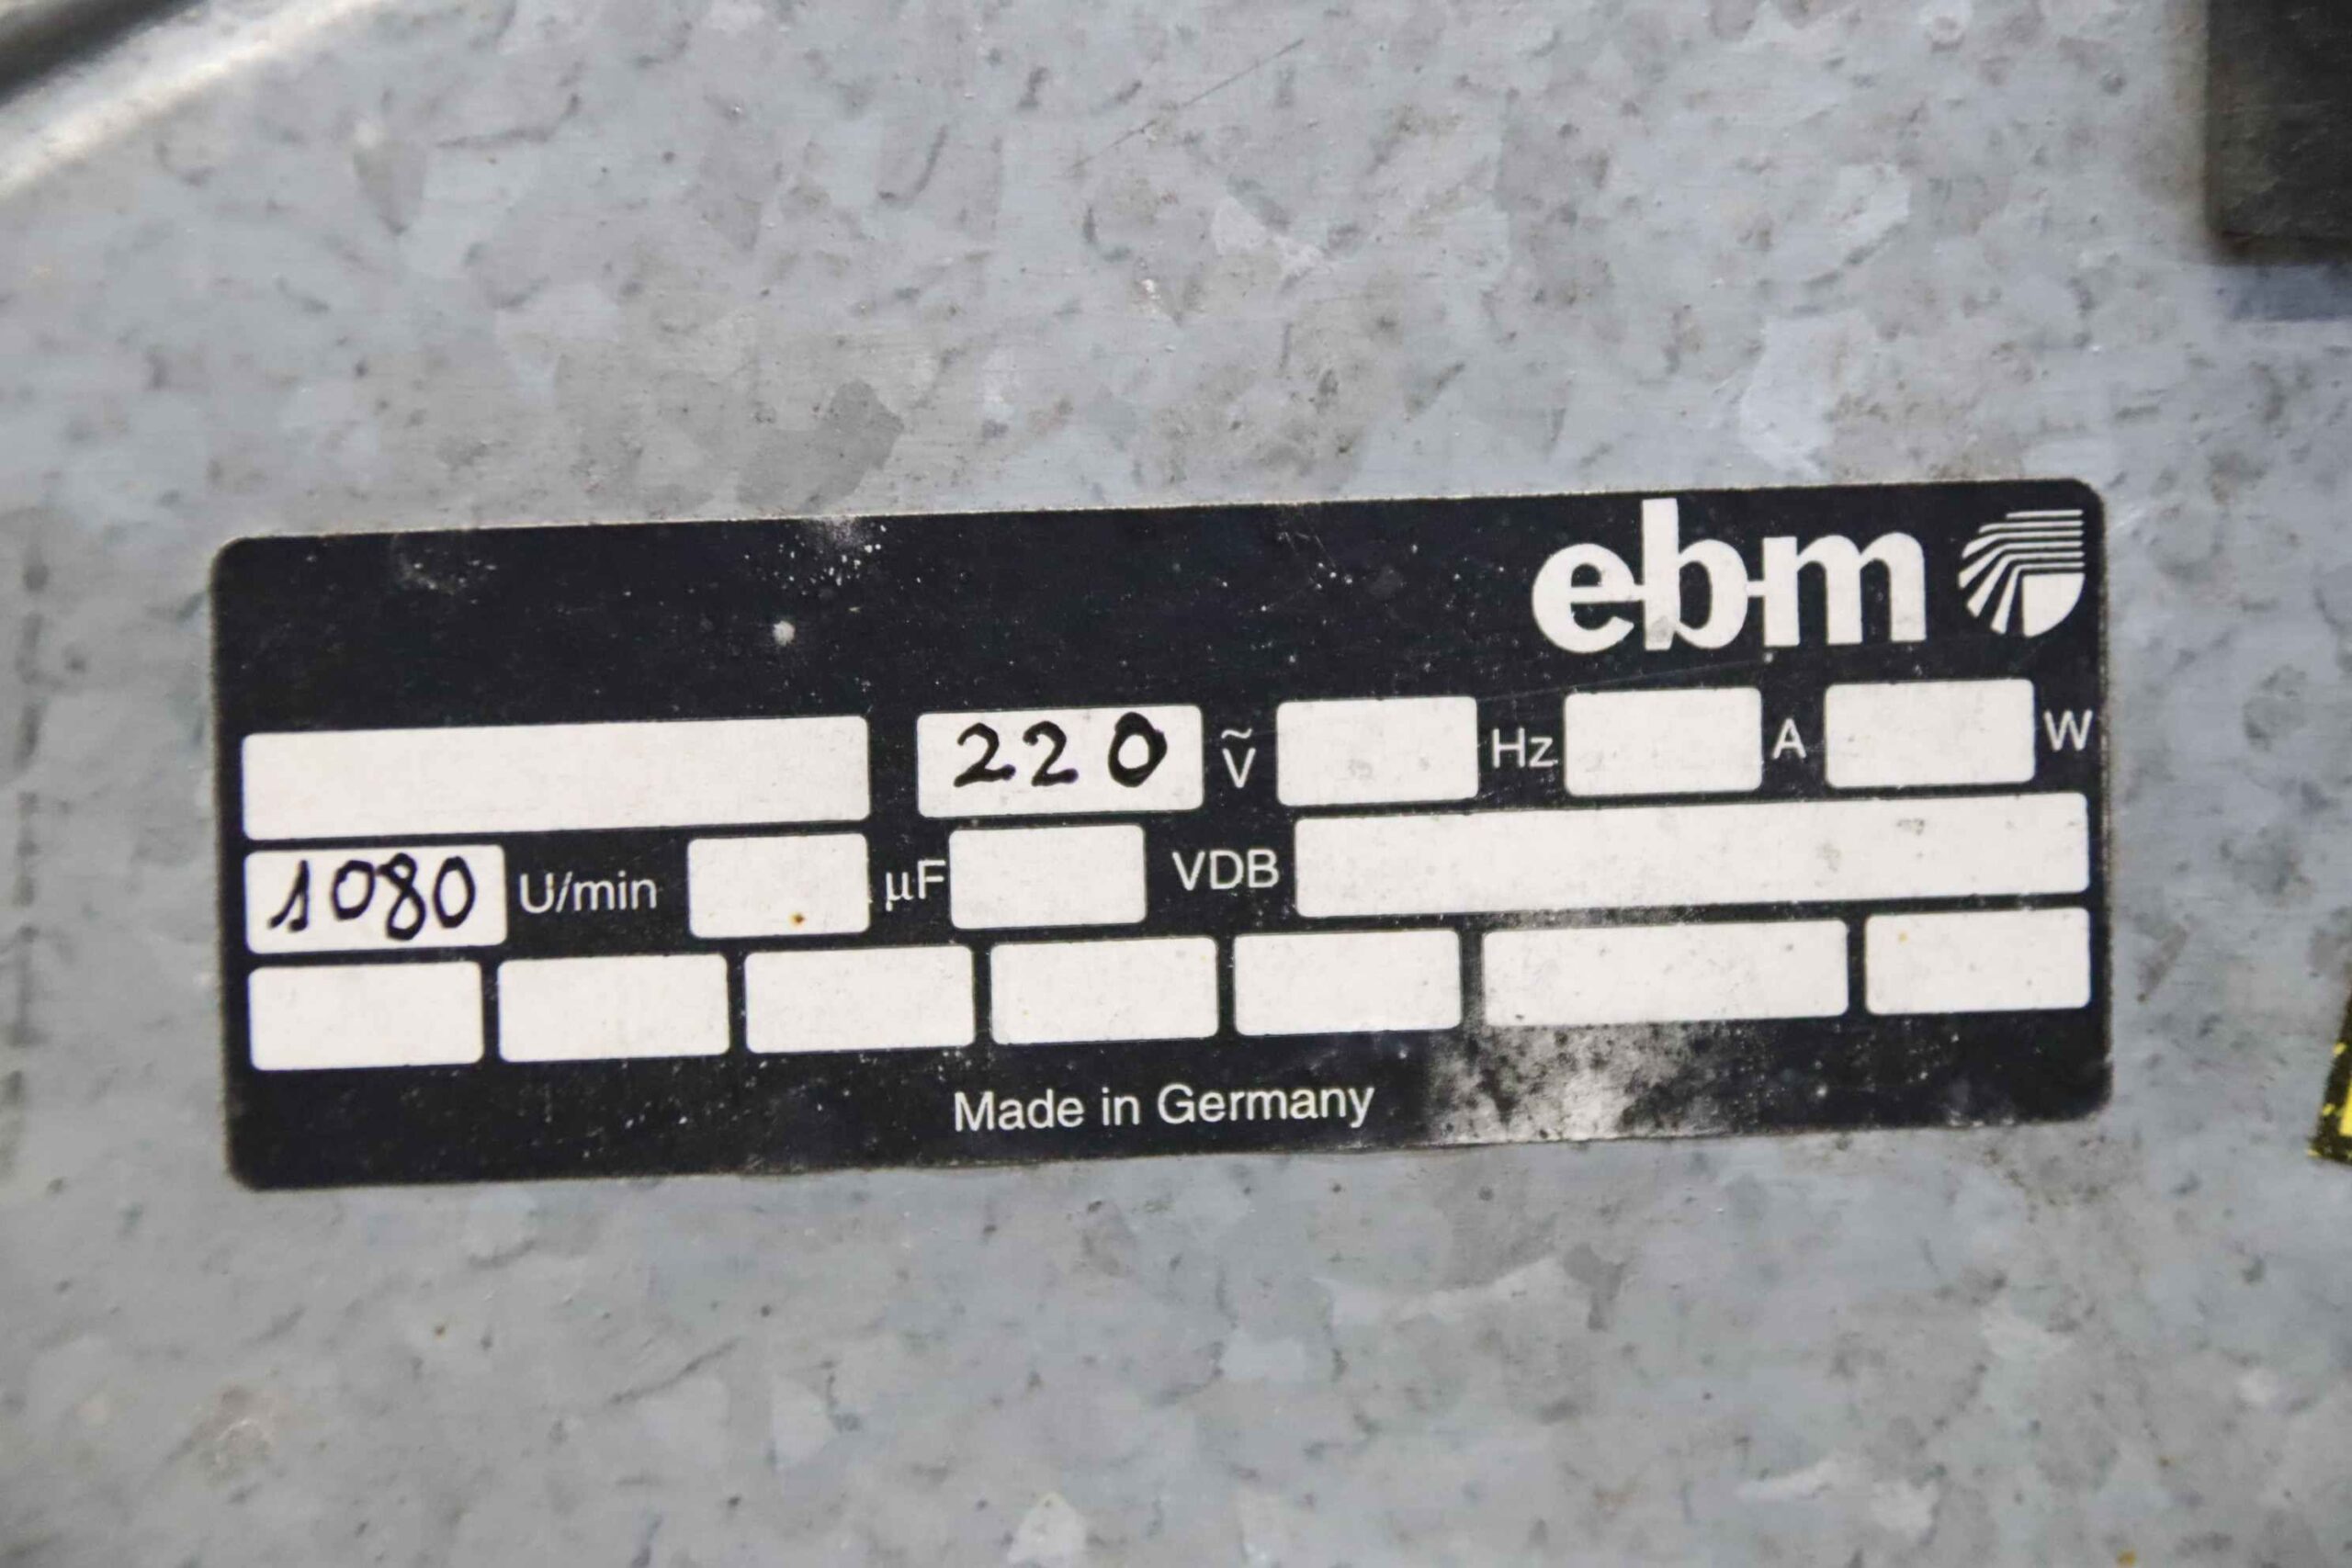 ebm
220 V~ Hz A W
1080 U/min µF VDB
Made in Germany